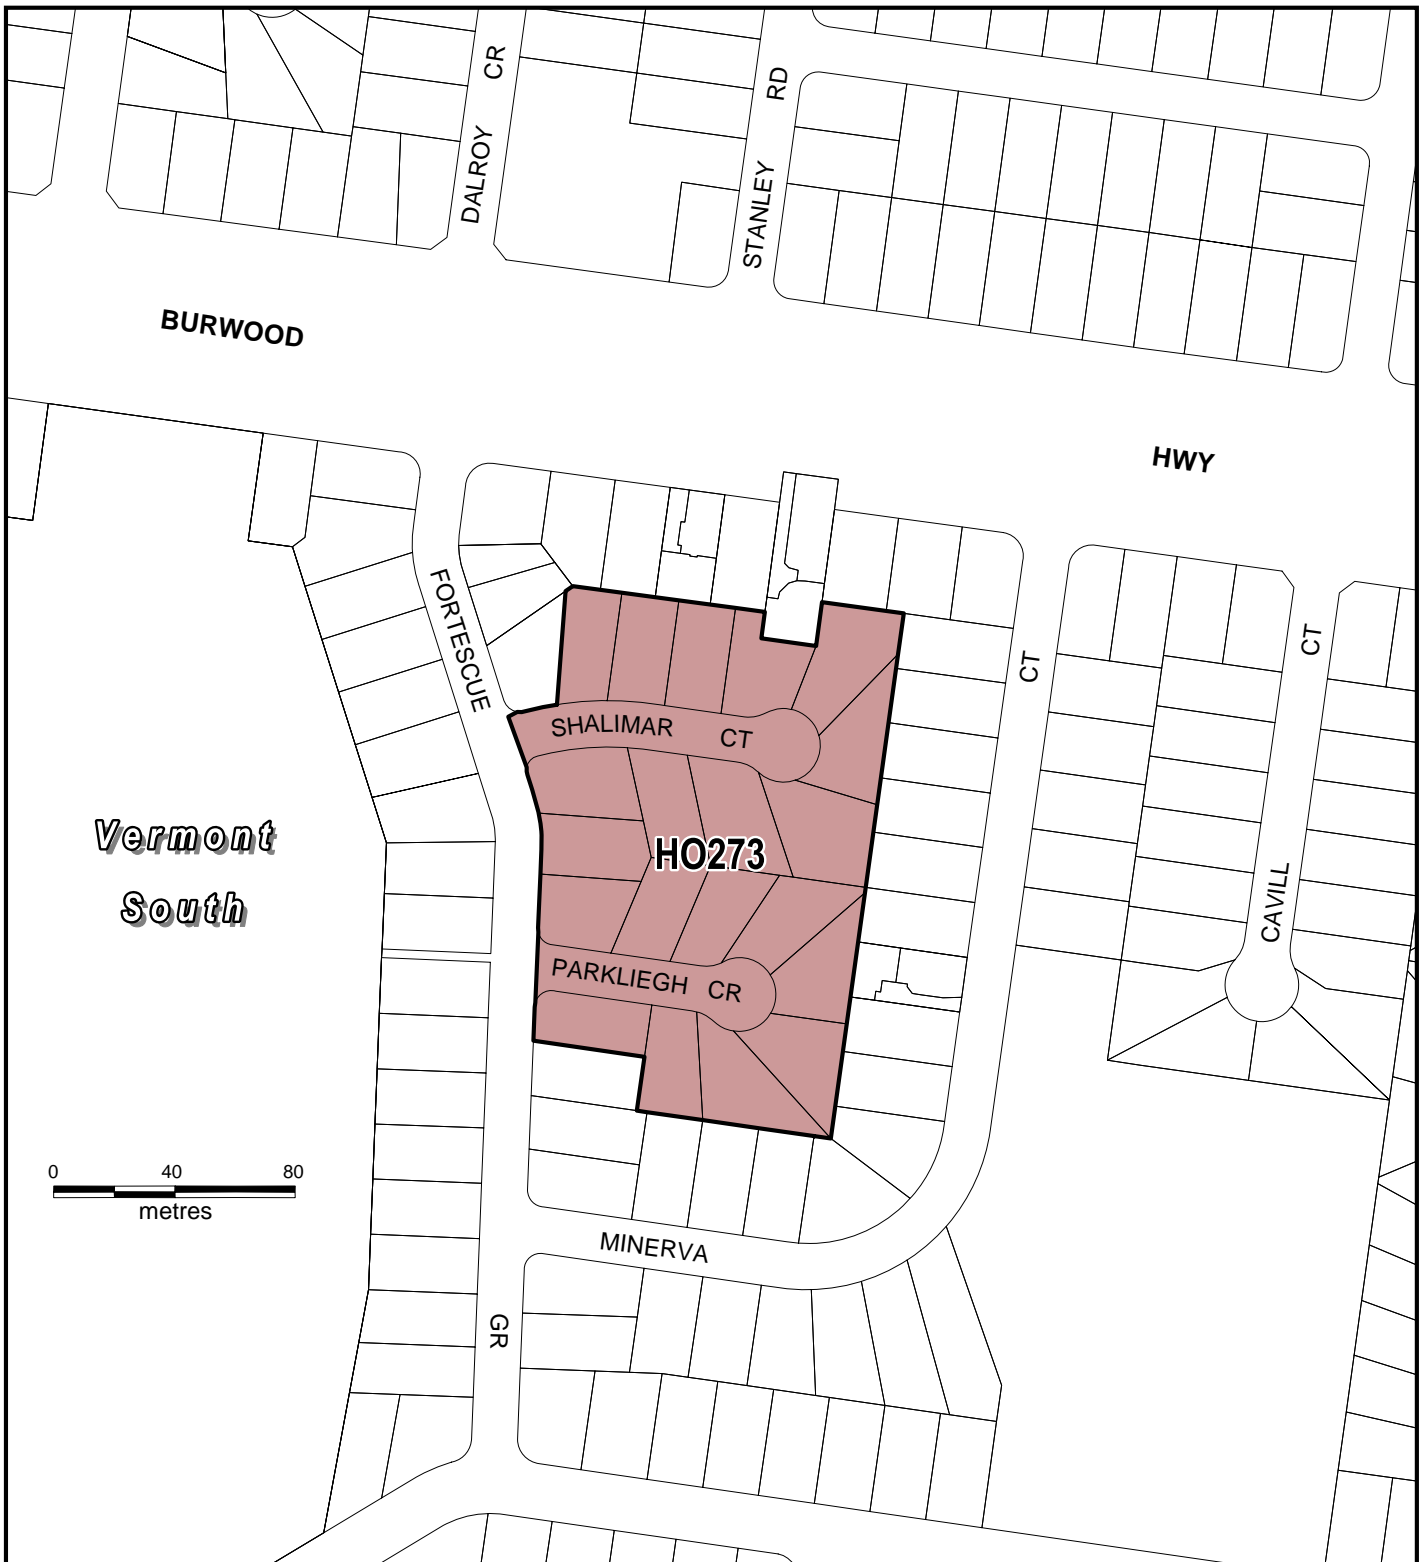 DALROY CR
STANLEY RD
BURWOOD
HWY
FORTESCUE
CT
CT
SHALIMAR CT
Vermont
South
HO273
CAVILL
PARKLIEGH CR
0 40 80
metres
MINERVA
GR